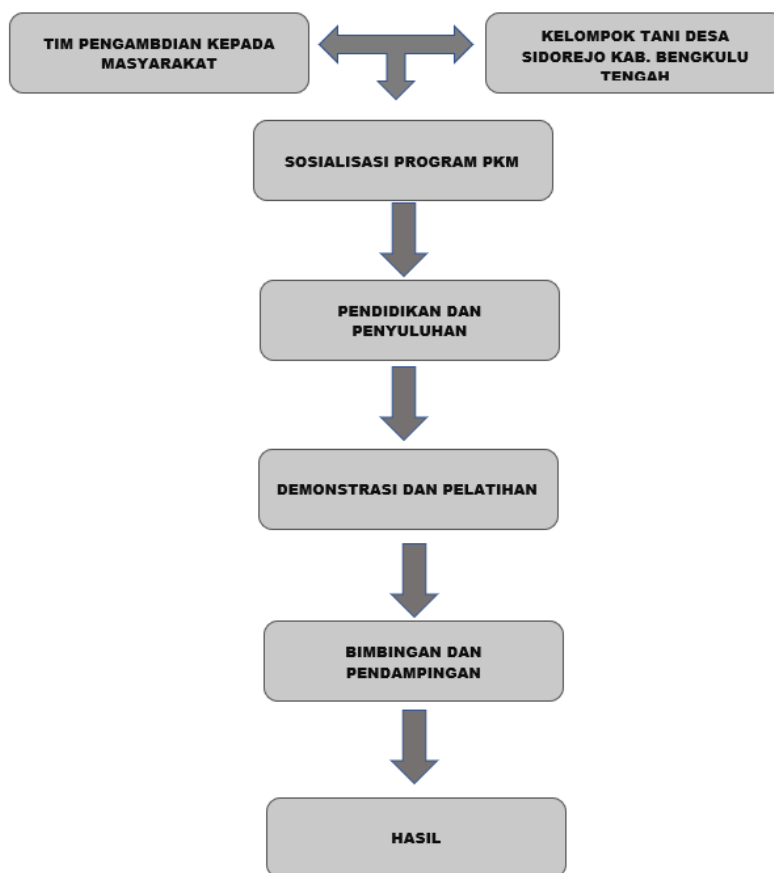 TIM PENGAMBDIAN KEPADA
MASYARAKAT
KELOMPOK TANI DESA
SIDOREJO KAB. BENGKULU
TENGAH
SOSIALISASI PROGRAM PKM
PENDIDIKAN DAN
PENYULUHAN
DEMONSTRASI DAN PELATIHAN
BIMBINGAN DAN
PENDAMPINGAN
HASIL